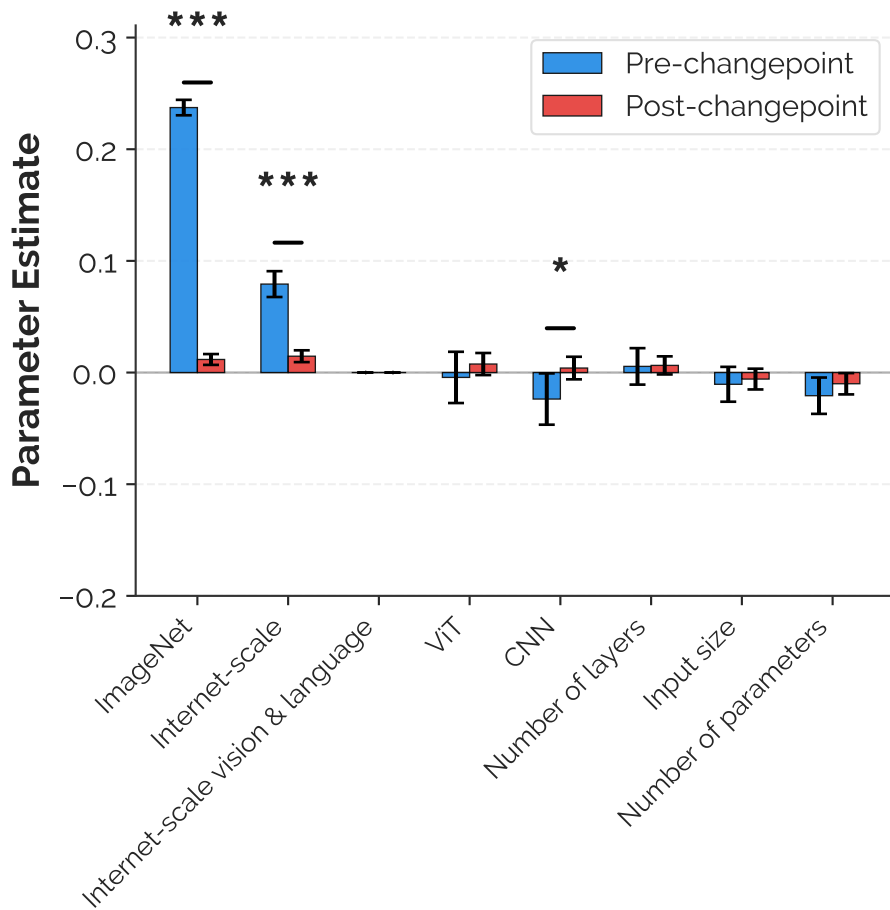 ***
0.3
Pre-changepoint
Post-changepoint
0.2
***
0.1
*
0.0
−0.1
−0.2
Parameter Estimate
ImageNet
Internet-scale
Internet-scale vision & language
ViT
CNN
Number of layers
Input size
Number of parameters